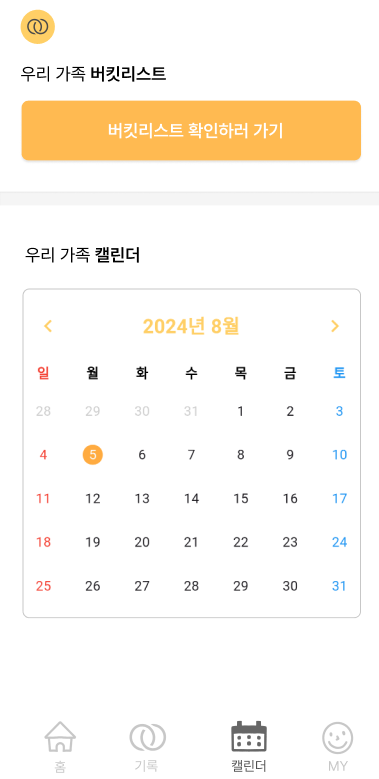 우리 가족 버킷리스트
버킷리스트 확인하러 가기
우리 가족 캘린더
2024년 8월
일 월 화 수 목 금 토
28 29 30 31 1 2 3
4 5 6 7 8 9 10
11 12 13 14 15 16 17
18 19 20 21 22 23 24
25 26 27 28 29 30 31
홈 기록 캘린더 MY